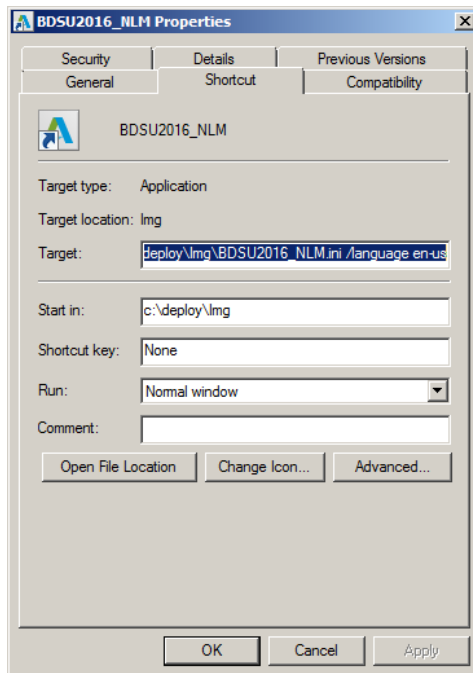 BDSU2016_NLM Properties
Security Details Previous Versions
General Shortcut Compatibility
BDSU2016_NLM
Target type: Application
Target location: Img
Target: deploy\Img\BDSU2016_NLM.ini /language en-us
Start in: c:\deploy\Img
Shortcut key: None
Run: Normal window
Comment:
Open File Location Change Icon... Advanced...
OK Cancel Apply